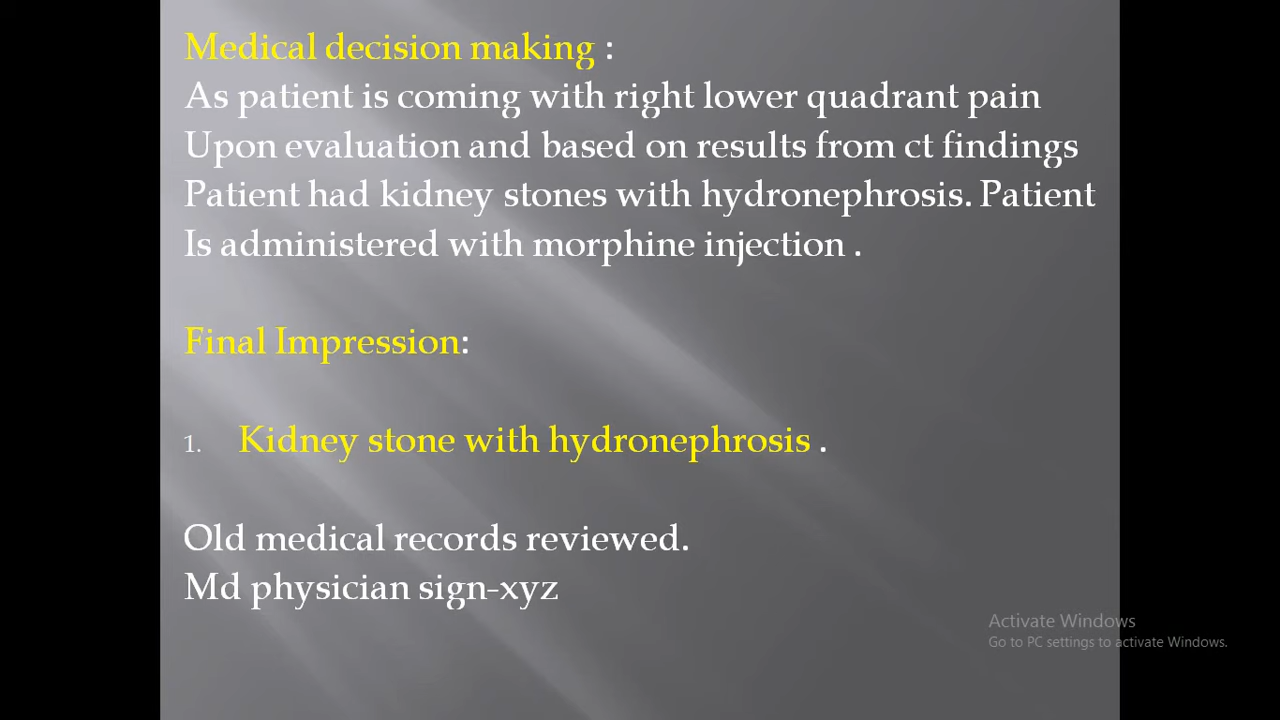 Medical decision making :
As patient is coming with right lower quadrant pain
Upon evaluation and based on results from ct findings
Patient had kidney stones with hydronephrosis. Patient
Is administered with morphine injection .
Final Impression:
1. Kidney stone with hydronephrosis .
Old medical records reviewed.
Md physician sign-xyz
Activate Windows
Go to PC settings to activate Windows.